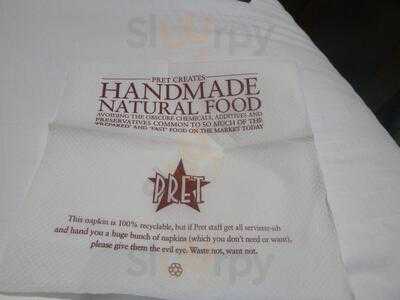 Slurrpy
PRET CREATES
HANDMADE
NATURAL FOOD
AVOIDING THE OBSCURE CHEMICALS, ADDITIVES AND
PRESERVATIVES COMMON TO SO MUCH OF THE
'PREPARED' AND 'FAST' FOOD ON THE MARKET TODAY
PRET
This napkin is 100% recyclable, but if Pret staff get all serviette-ish
and hand you a huge bunch of napkins (which you don't need or want),
please give them the evil eye. Waste not, want not.